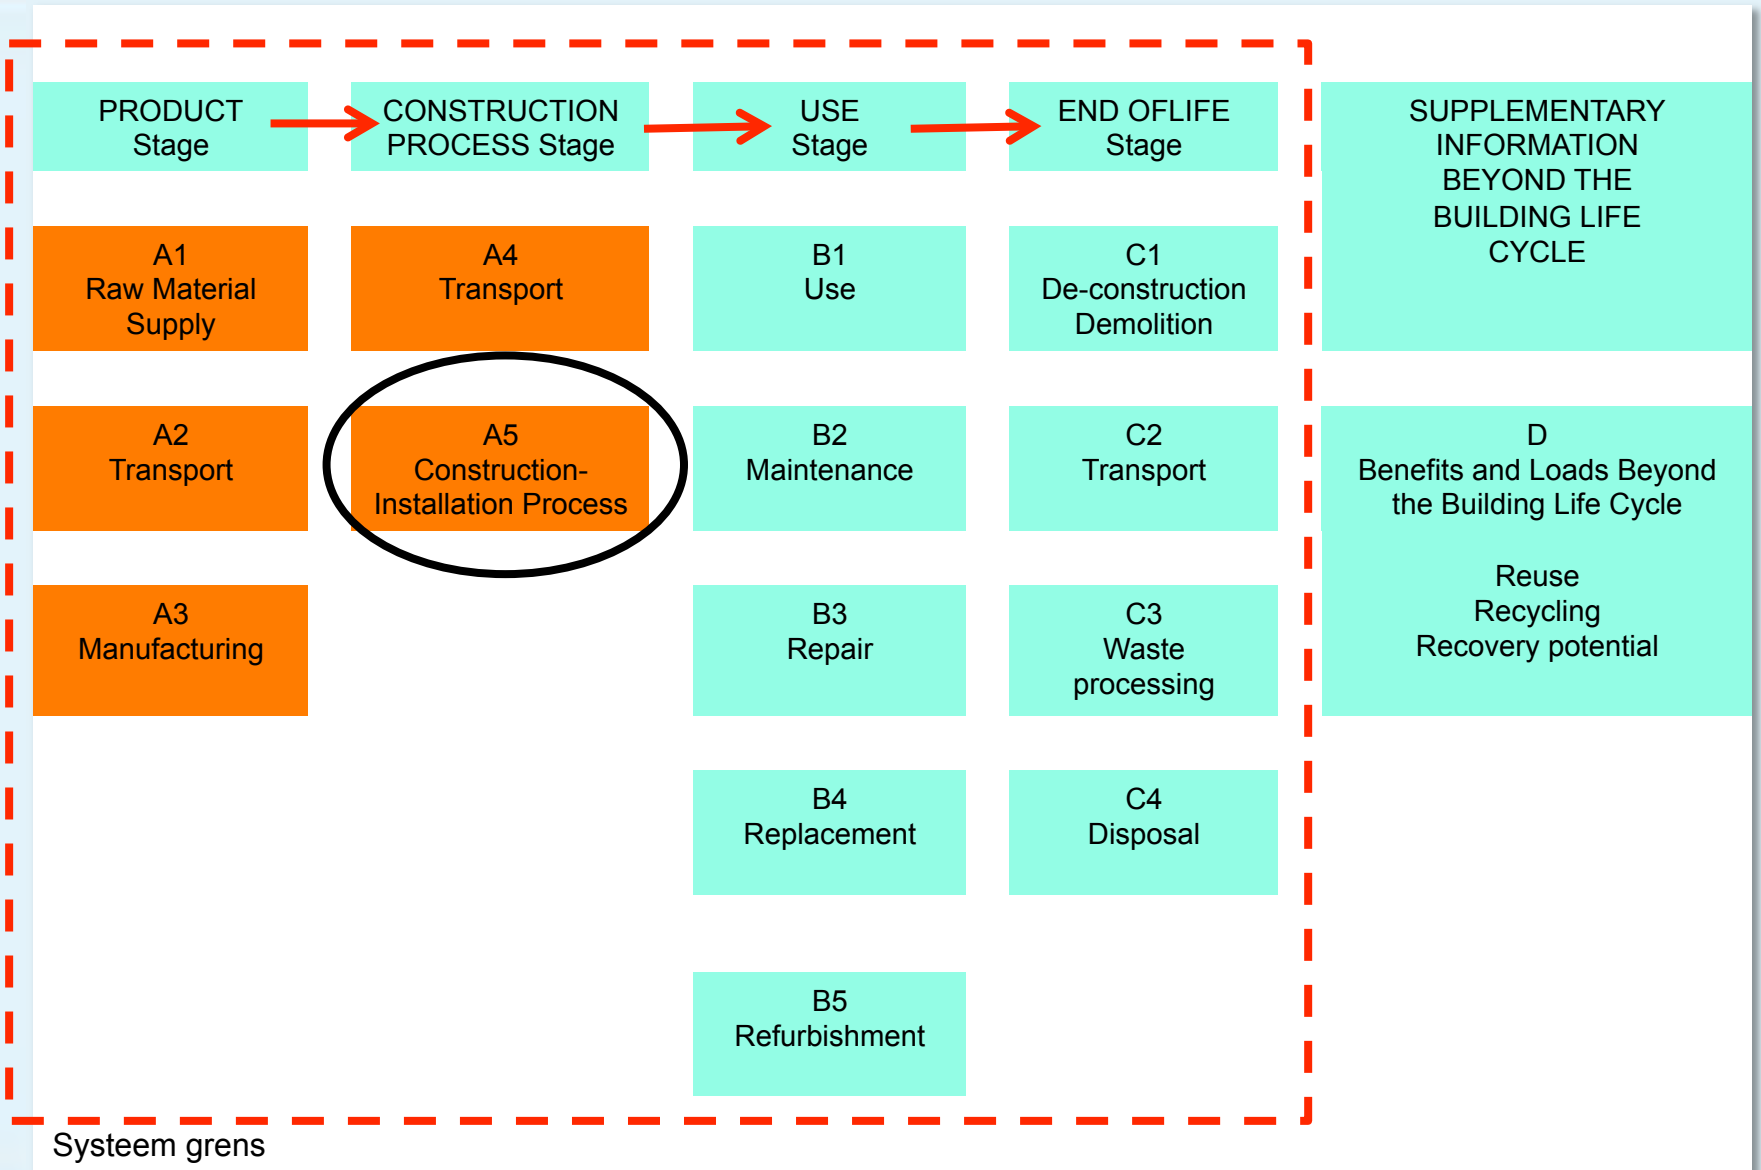 PRODUCT
Stage
CONSTRUCTION
PROCESS Stage
USE
Stage
END OFLIFE
Stage
SUPPLEMENTARY
INFORMATION
BEYOND THE
BUILDING LIFE
CYCLE
A1
Raw Material
Supply
A4
Transport
B1
Use
C1
De-construction
Demolition
A2
Transport
A5
Construction-
Installation Process
B2
Maintenance
C2
Transport
D
Benefits and Loads Beyond
the Building Life Cycle
Reuse
Recycling
Recovery potential
A3
Manufacturing
B3
Repair
C3
Waste
processing
B4
Replacement
C4
Disposal
B5
Refurbishment
Systeem grens